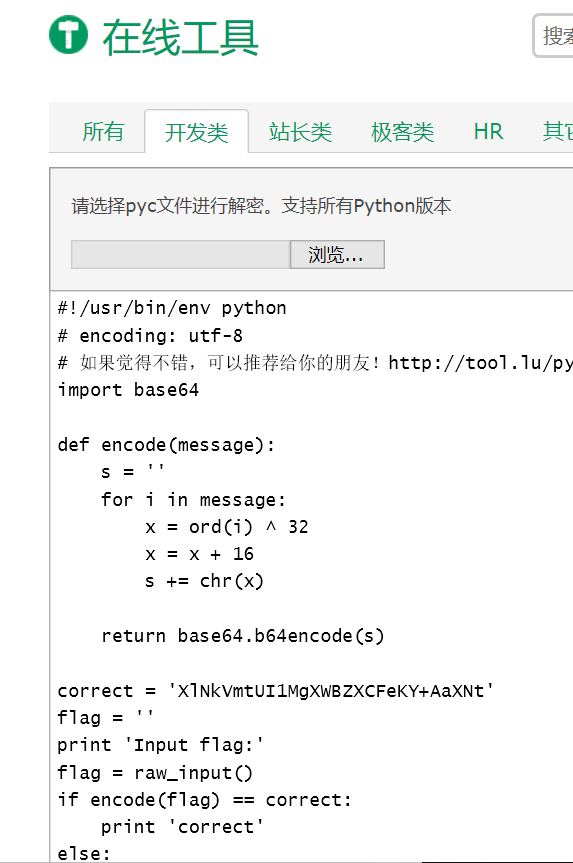 在线工具
搜索
所有 开发类 站长类 极客类 HR 其它
请选择pyc文件进行解密。支持所有Python版本
浏览...
#!/usr/bin/env python
# encoding: utf-8
# 如果觉得不错，可以推荐给你的朋友！http://tool.lu/py
import base64
def encode(message):
s = ''
for i in message:
x = ord(i) ^ 32
x = x + 16
s += chr(x)
return base64.b64encode(s)
correct = 'XlNkVmtUI1MgXWBZXCFeKY+AaXNt'
flag = ''
print 'Input flag:'
flag = raw_input()
if encode(flag) == correct:
print 'correct'
else: